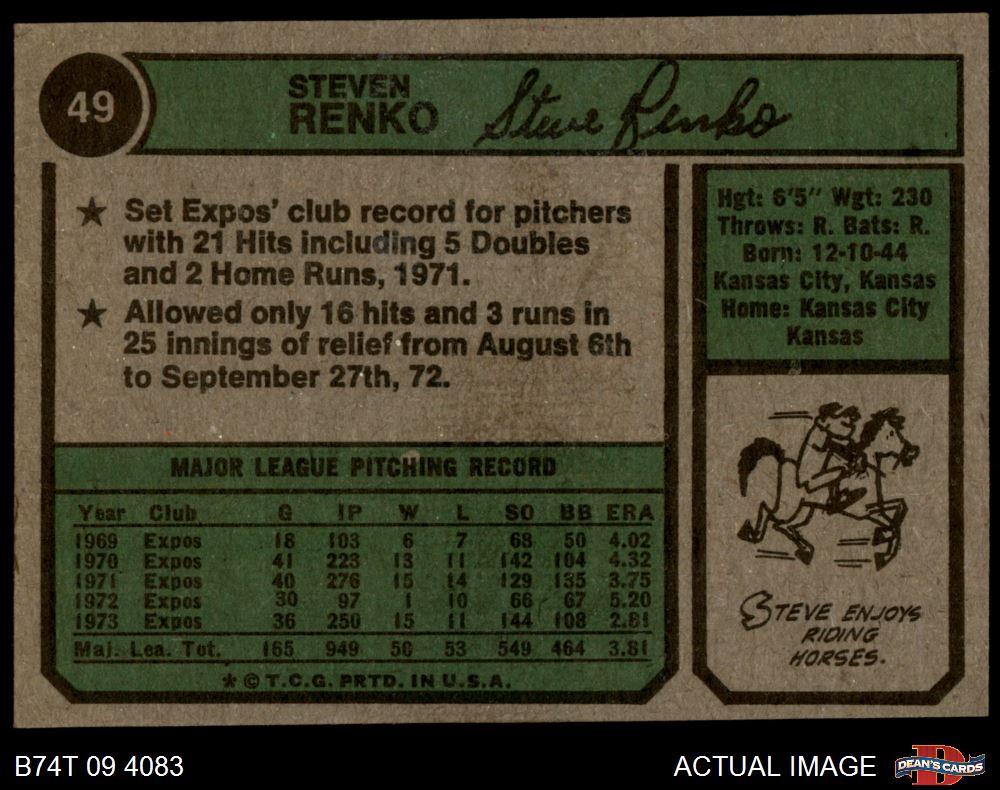 49
STEVEN
RENKO
Steve Renko
★ Set Expos' club record for pitchers
with 21 Hits including 5 Doubles
and 2 Home Runs, 1971.
★ Allowed only 16 hits and 3 runs in
25 innings of relief from August 6th
to September 27th, 72.
Hgt: 6'5" Wgt: 230
Throws: R. Bats: R.
Born: 12-10-44
Kansas City, Kansas
Home: Kansas City
Kansas
MAJOR LEAGUE PITCHING RECORD
Year Club G IP W L SO BB ERA
1969 Expos 18 103 6 7 68 50 4.02
1970 Expos 41 223 13 11 142 104 4.32
1971 Expos 40 276 15 14 129 135 3.75
1972 Expos 30 97 1 10 66 67 5.20
1973 Expos 36 250 15 11 144 108 2.81
Maj. Lea. Tot. 165 949 50 53 549 464 3.81
★ © T.C.G. PRTD. IN U.S.A.
STEVE ENJOYS
RIDING
HORSES.
B74T 09 4083
ACTUAL IMAGE
DEAN'S CARDS